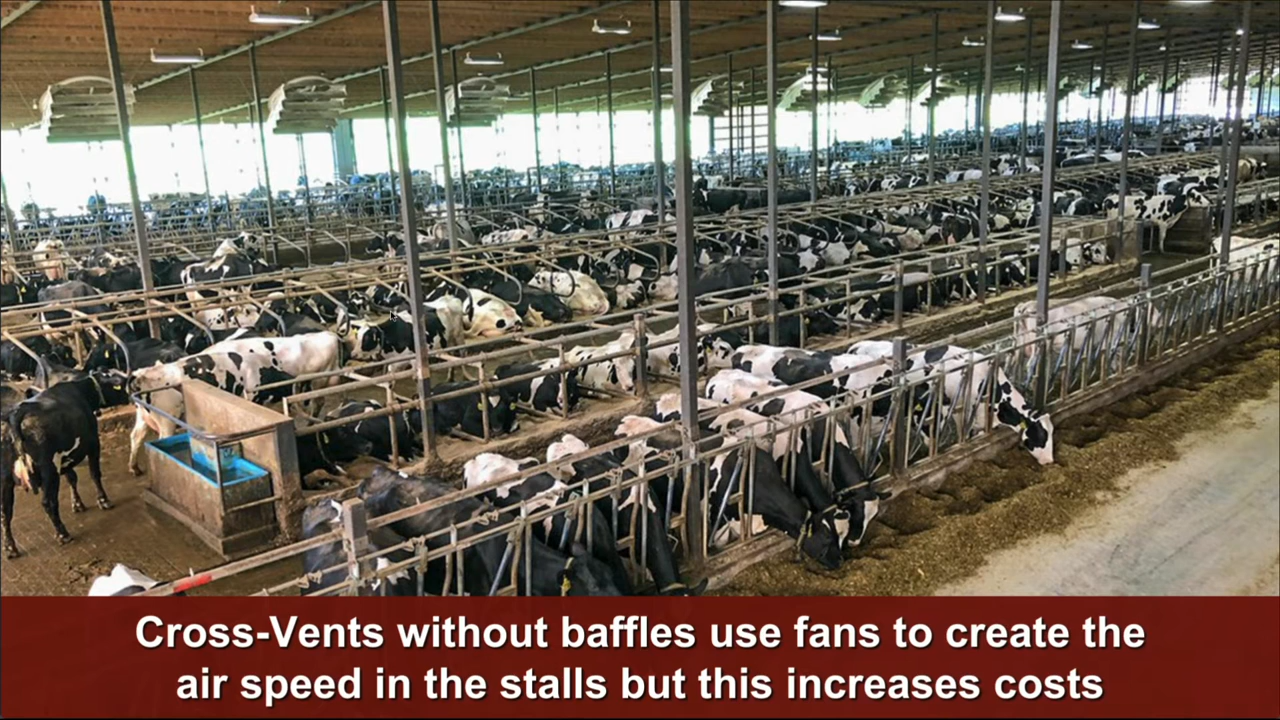 Cross-Vents without baffles use fans to create the
air speed in the stalls but this increases costs